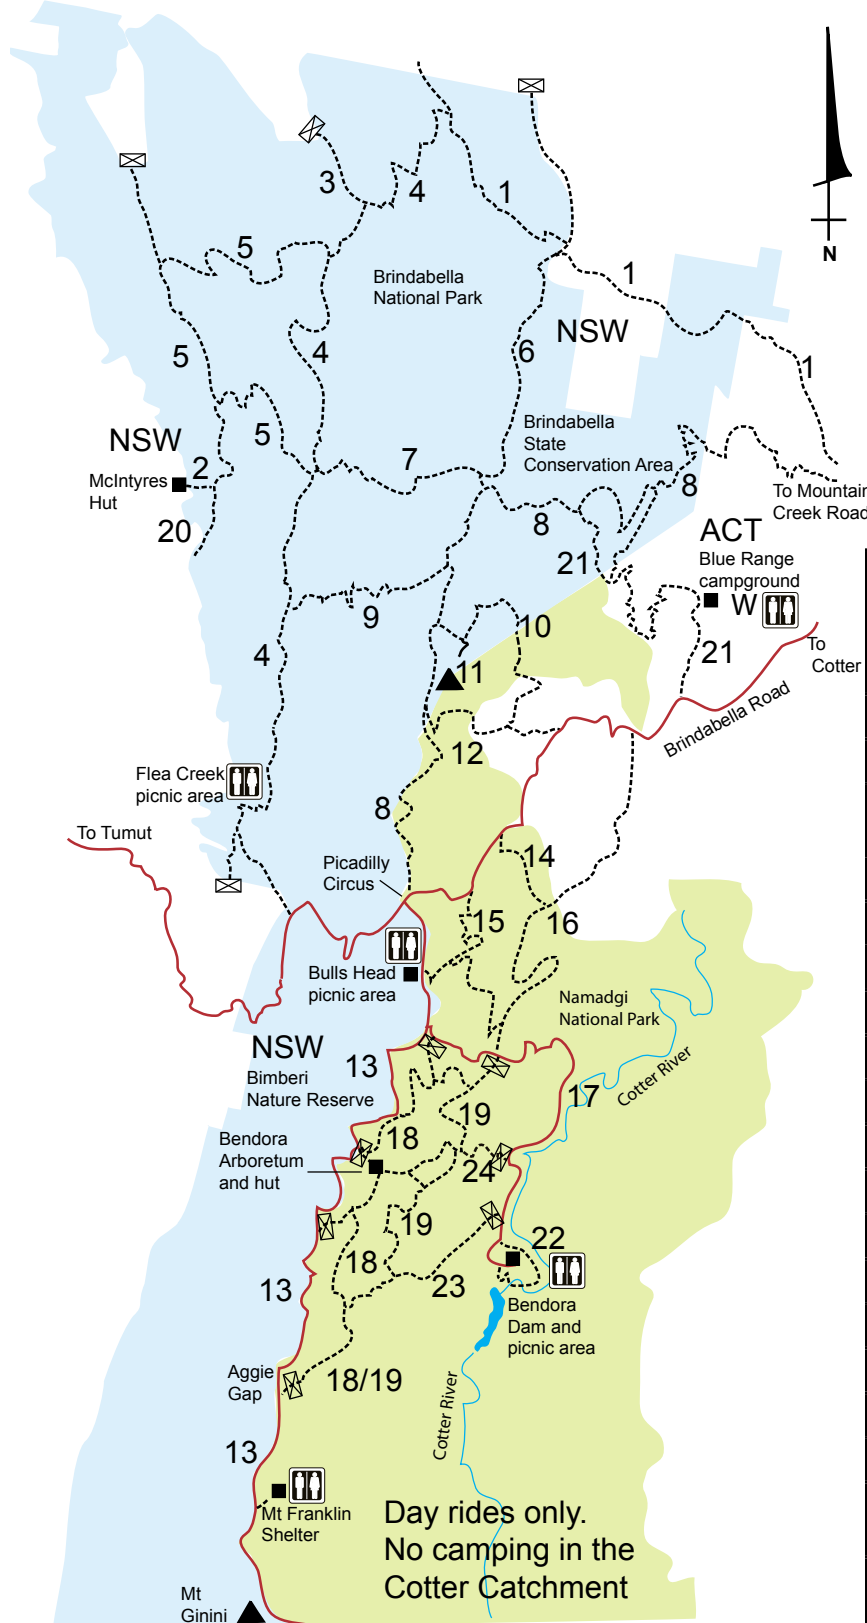 3
4
1
5
Brindabella
National Park
1
N
NSW
5
4
6
1
Brindabella
State
Conservation Area
NSW
5
7
McIntyres
Hut
2
8
To Mountain
Creek Road
20
8
ACT
21
Blue Range
campground
W
9
10
4
21
To
Cotter
11
Brindabella Road
12
Flea Creek
picnic area
8
To Tumut
14
Picadilly
Circus
15
16
Bulls Head
picnic area
Namadgi
National Park
NSW
13
Bimberi
Nature Reserve
Cotter River
17
19
18
Bendora
Arboretum
and hut
24
19
22
18
13
23
Bendora
Dam and
picnic area
Aggie
Gap
18/19
Cotter River
13
Mt Franklin
Shelter
Day rides only.
No camping in the
Cotter Catchment
Mt
Ginini